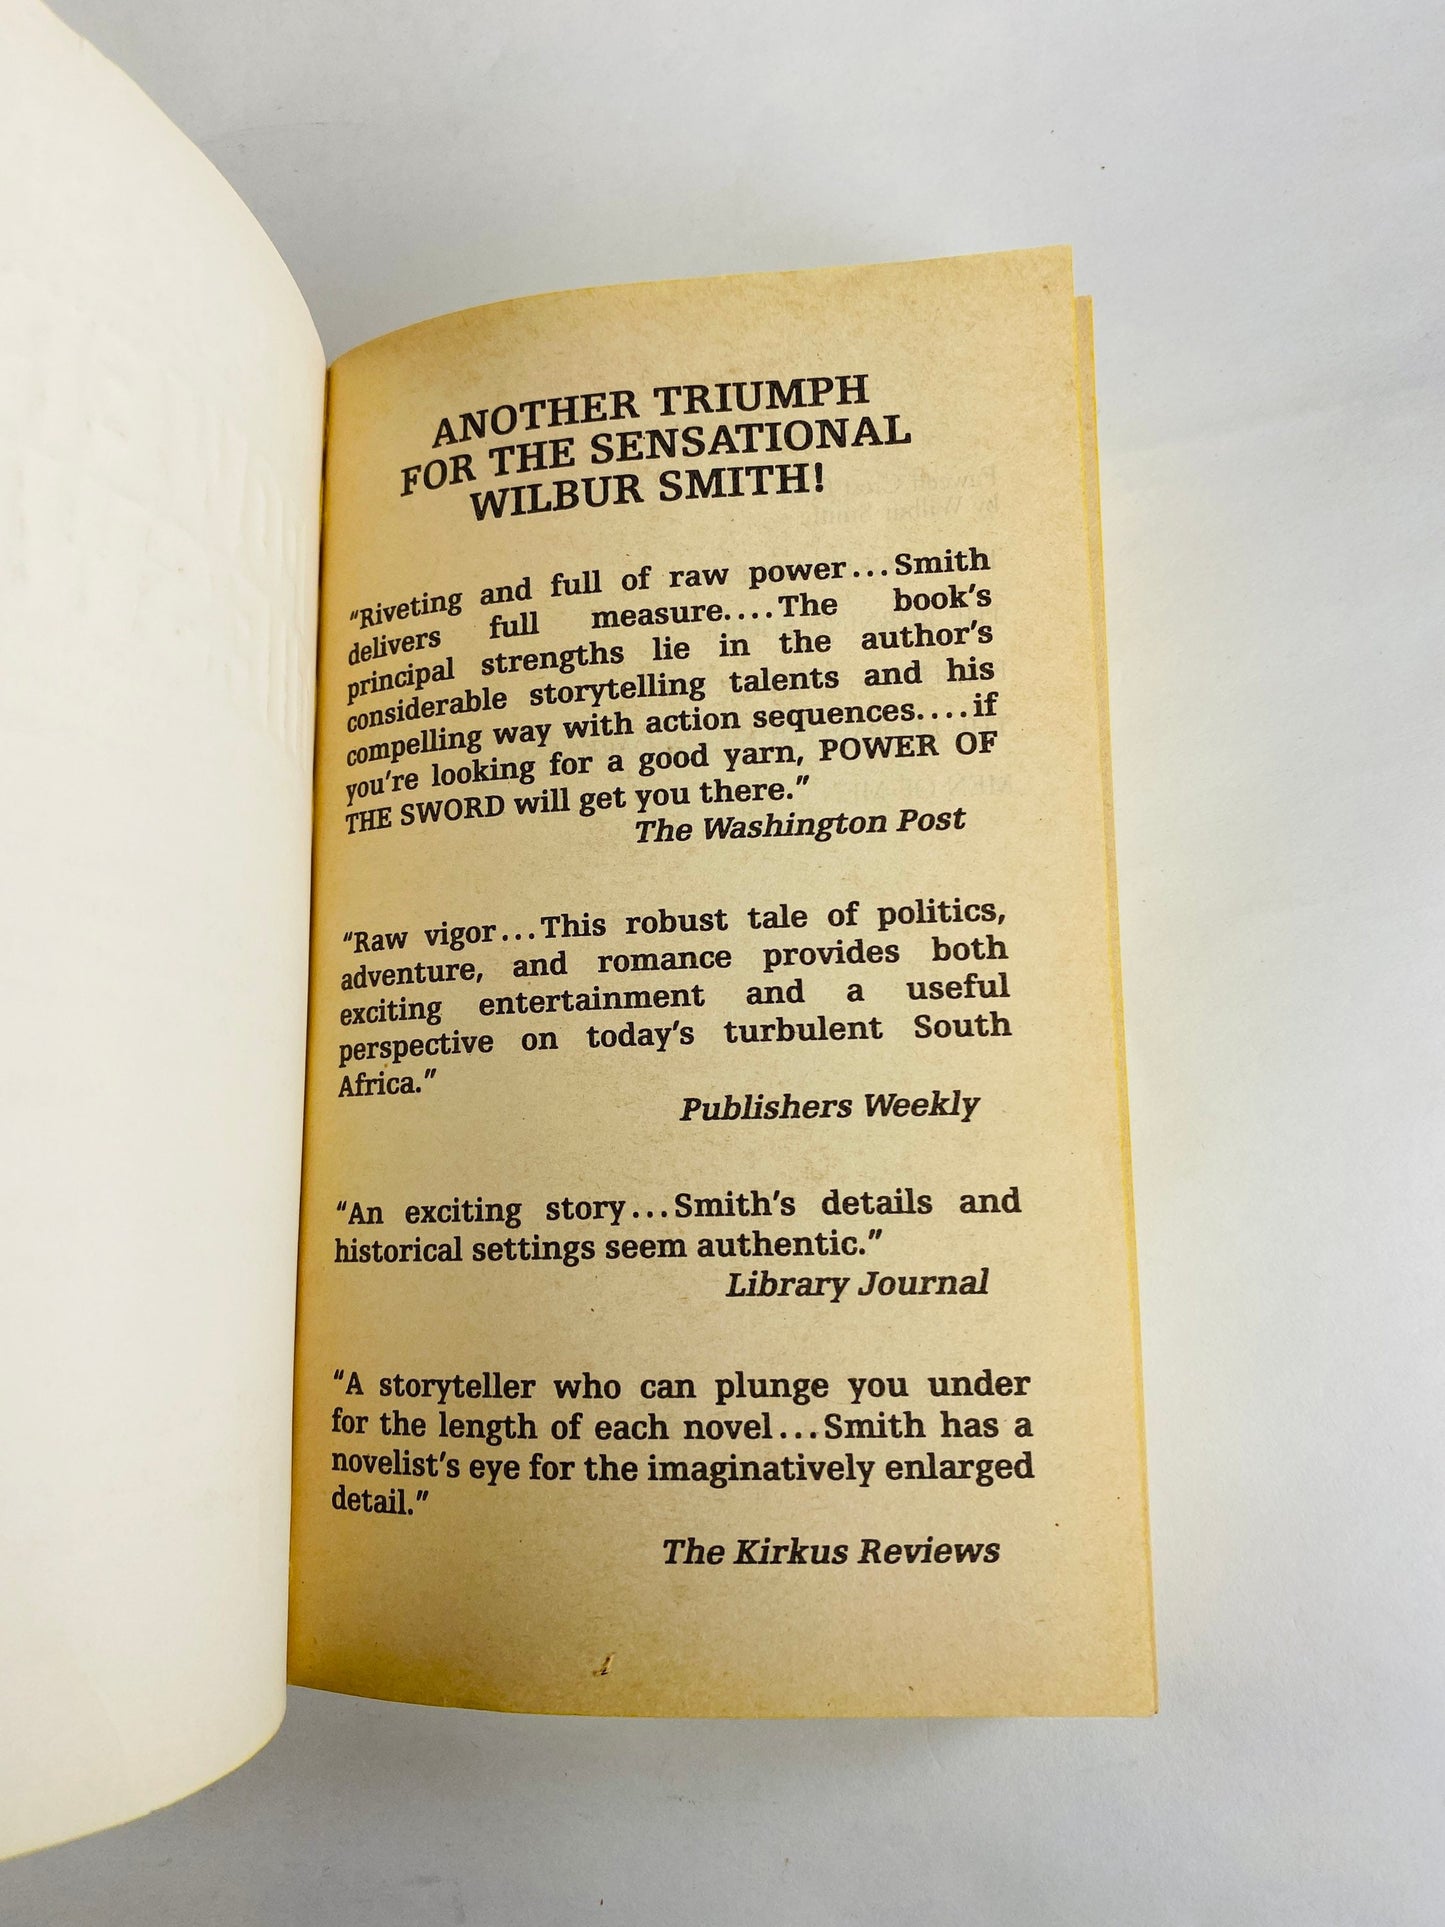 ANOTHER TRIUMPH
FOR THE SENSATIONAL
WILBUR SMITH!
"Riveting and full of raw power...Smith
delivers full measure....The book's
principal strengths lie in the author's
considerable storytelling talents and his
compelling way with action sequences....if
you're looking for a good yarn, POWER OF
THE SWORD will get you there."
The Washington Post
"Raw vigor...This robust tale of politics,
adventure, and romance provides both
exciting entertainment and a useful
perspective on today's turbulent South
Africa."
Publishers Weekly
"An exciting story...Smith's details and
historical settings seem authentic."
Library Journal
"A storyteller who can plunge you under
for the length of each novel...Smith has a
novelist's eye for the imaginatively enlarged
detail."
The Kirkus Reviews